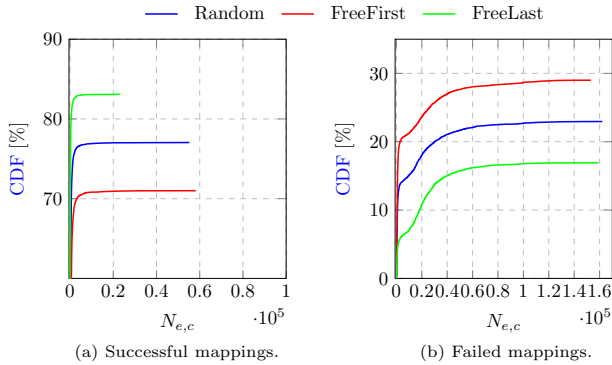 Random FreeFirst FreeLast
90
80
70
CDF [%]
0 0.2 0.4 0.6 0.8 1
·10^5
N_{e,c}
(a) Successful mappings.
30
20
10
0
CDF [%]
0 0.2 0.4 0.6 0.8 1 1.2 1.4 1.6
·10^5
N_{e,c}
(b) Failed mappings.